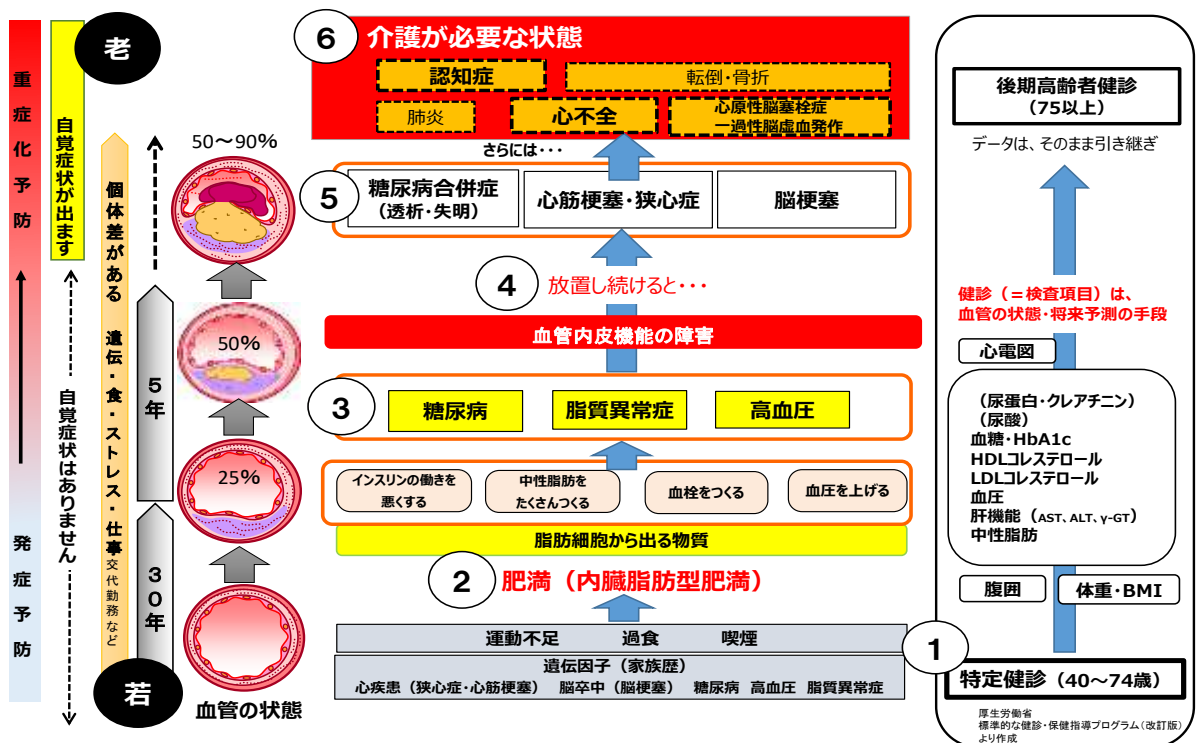 老
重症化予防
発症予防
自覚症状が出ます
自覚症状はありません
個体差がある 遺伝・食・ストレス・仕事 交代勤務など
5年
30年
50～90%
50%
25%
若
血管の状態
⑥ 介護が必要な状態
認知症 転倒・骨折
肺炎 心不全 心原性脳塞栓症
一過性脳虚血発作
さらには・・・
⑤ 糖尿病合併症
(透析・失明)
心筋梗塞・狭心症
脳梗塞
④ 放置し続けると・・・
血管内皮機能の障害
③ 糖尿病 脂質異常症 高血圧
インスリンの働きを
悪くする
中性脂肪を
たくさんつくる
血栓をつくる
血圧を上げる
脂肪細胞から出る物質
② 肥満（内臓脂肪型肥満）
運動不足 過食 喫煙
遺伝因子（家族歴）
心疾患（狭心症・心筋梗塞） 脳卒中（脳梗塞） 糖尿病 高血圧 脂質異常症
後期高齢者健診
（75以上）
データは、そのまま引き継ぎ
健診（＝検査項目）は、
血管の状態・将来予測の手段
心電図
（尿蛋白・クレアチニン）
（尿酸）
血糖・HbA1c
HDLコレステロール
LDLコレステロール
血圧
肝機能（AST、ALT、γ-GT）
中性脂肪
腹囲 体重・BMI
① 特定健診（40～74歳）
厚生労働省
標準的な健診・保健指導プログラム（改訂版）
より作成